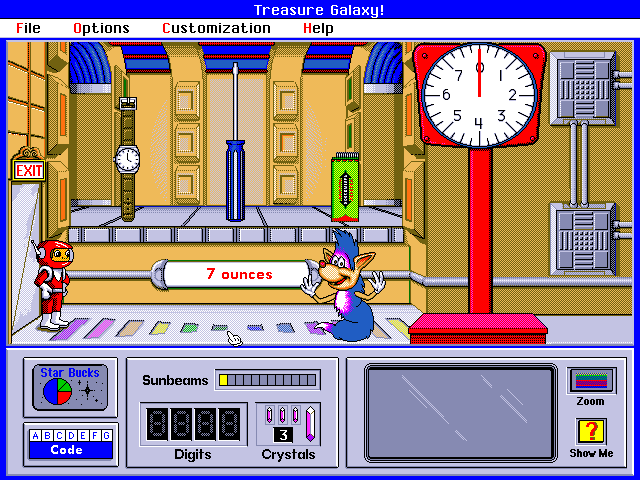 Treasure Galaxy!
File Options Customization Help
0
1
2
3
4
5
6
7
EXIT
7 ounces
Star Bucks
Sunbeams
A B C D E F G
Code
Digits
3
Crystals
Zoom
?
Show Me